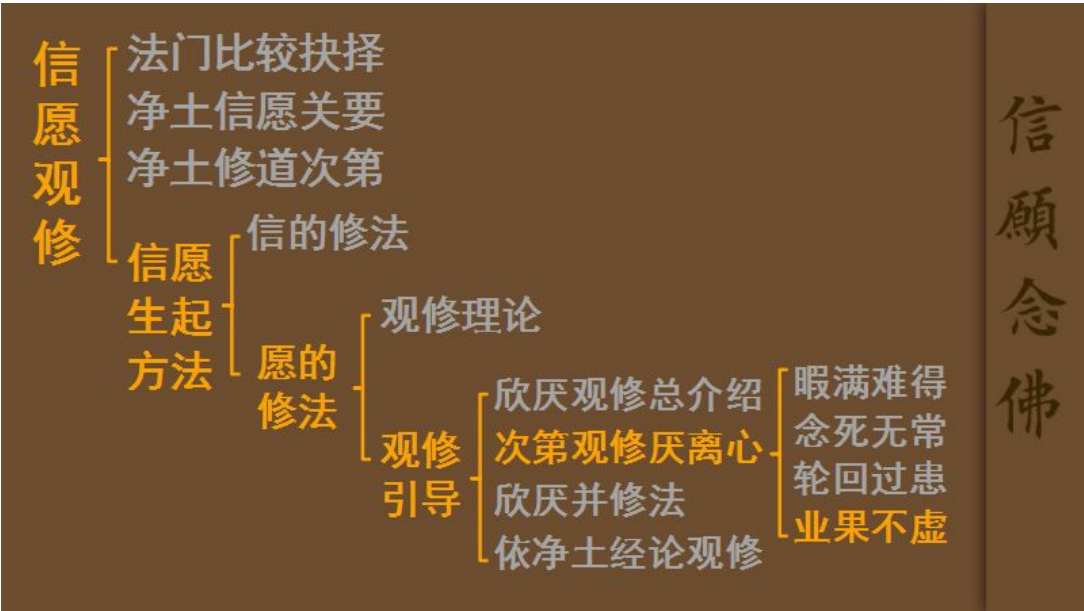 信愿观修
法门比较抉择
净土信愿关要
净土修道次第
信愿生起方法
信的修法
愿的修法
观修理论
观修引导
欣厌观修总介绍
次第观修厌离心
欣厌并修法
依净土经论观修
暇满难得
念死无常
轮回过患
业果不虚
信願念佛